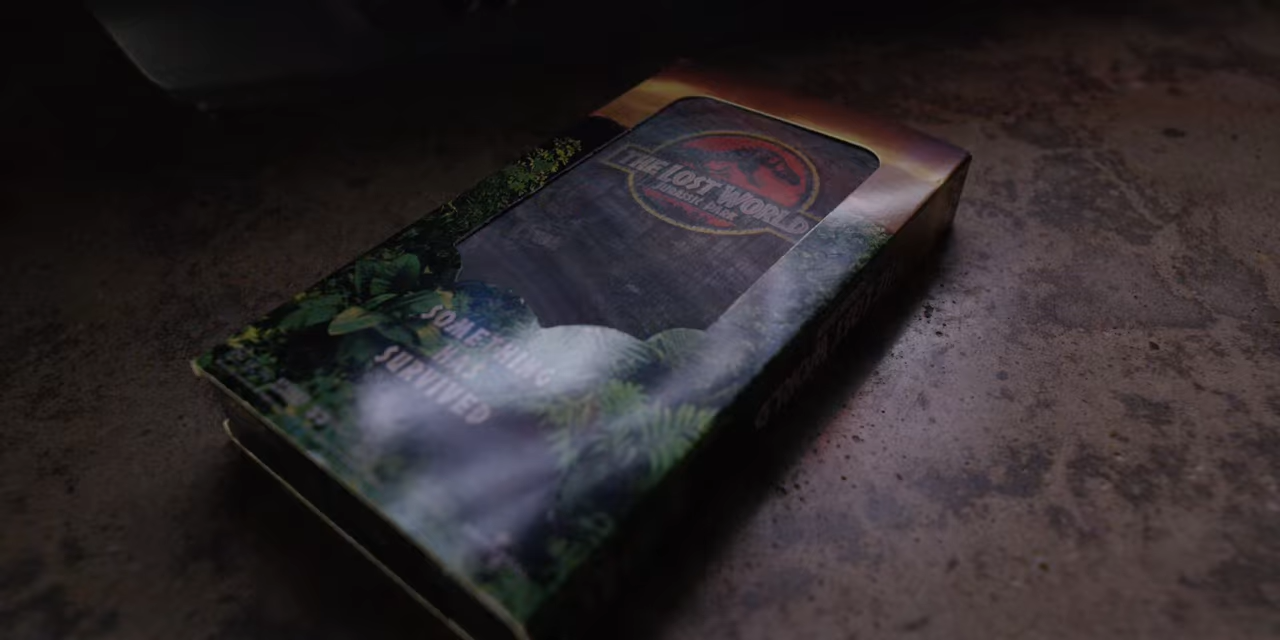 THE LOST WORLD
JURASSIC PARK
SOMETHING
HAS
SURVIVED